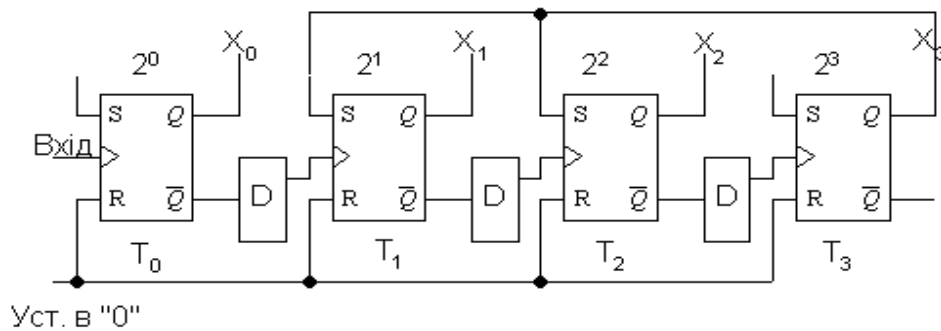 X₀ X₁ X₂ X₃
2⁰ 2¹ 2² 2³
S Q S Q S Q S Q
Вхід
R Q̅ D R Q̅ D R Q̅ D R Q̅
T₀ T₁ T₂ T₃
Уст. в "0"